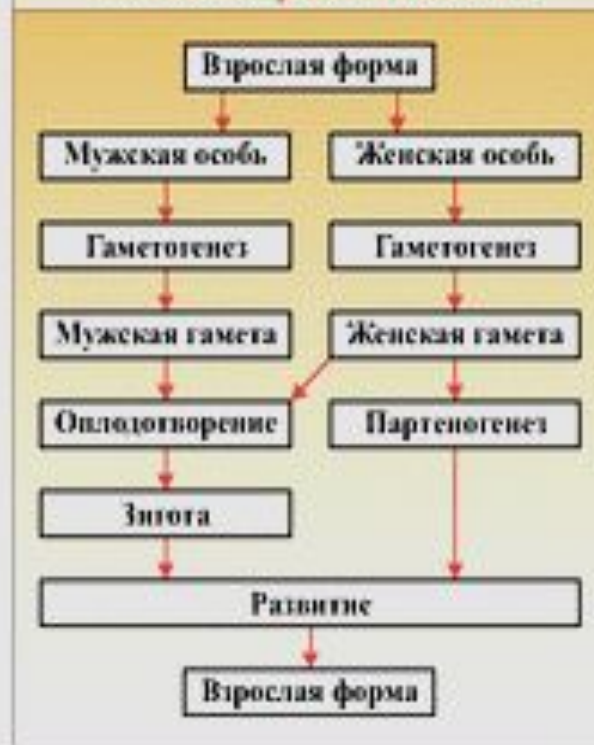 Взрослая форма
Мужская особь
Женская особь
Гаметогенез
Гаметогенез
Мужская гамета
Женская гамета
Оплодотворение
Партеногенез
Зигота
Развитие
Взрослая форма